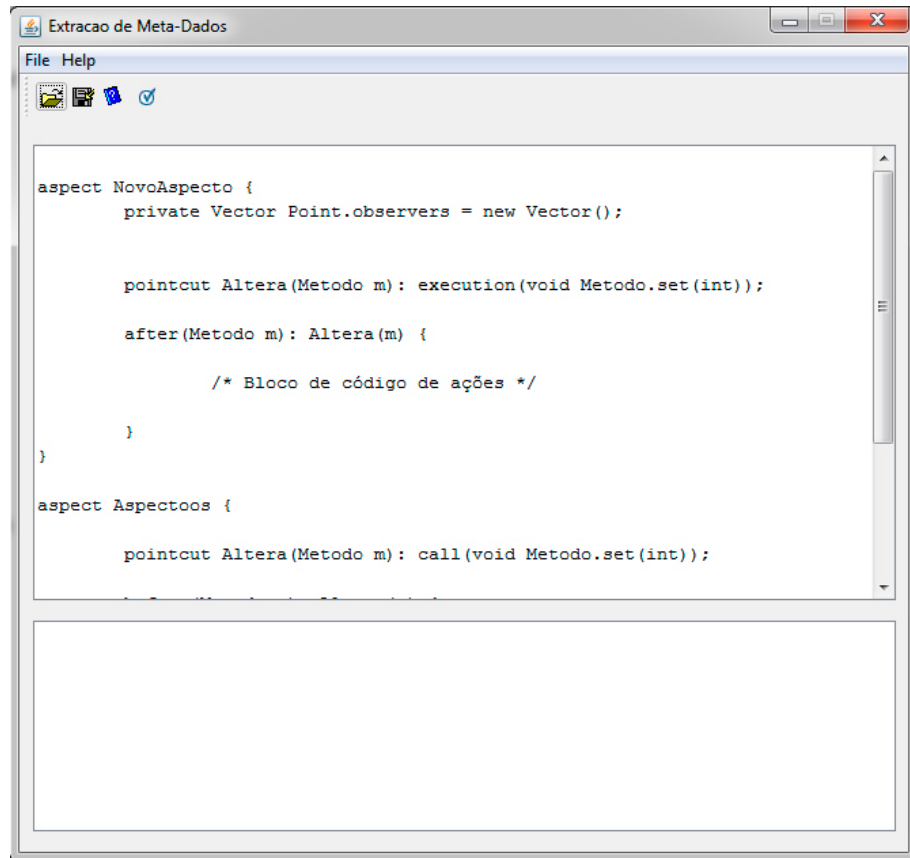 Extracao de Meta-Dados
File Help
aspect NovoAspecto {
private Vector Point.observers = new Vector();
pointcut Altera(Metodo m): execution(void Metodo.set(int));
after(Metodo m): Altera(m) {
/* Bloco de código de ações */
}
}
aspect Aspectoos {
pointcut Altera(Metodo m): call(void Metodo.set(int));